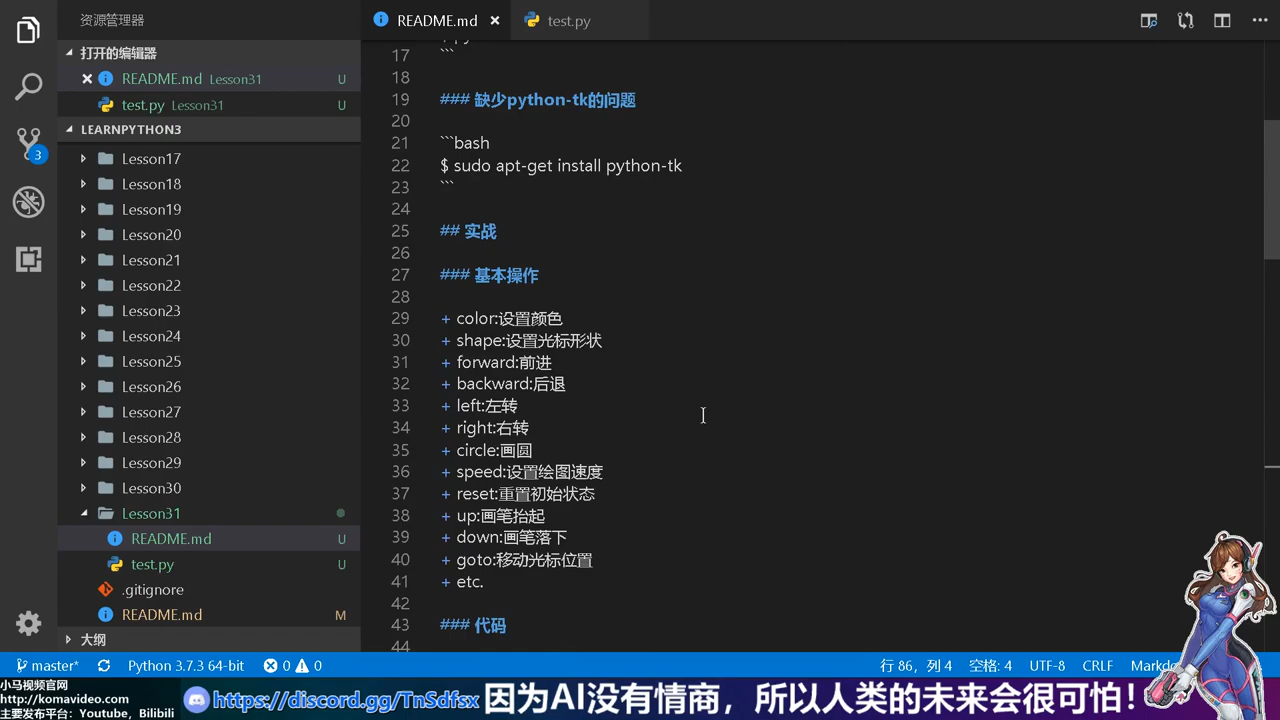 资源管理器
打开的编辑器
README.md Lesson31 U
test.py Lesson31 U
LEARNPYTHON3
Lesson17
Lesson18
Lesson19
Lesson20
Lesson21
Lesson22
Lesson23
Lesson24
Lesson25
Lesson26
Lesson27
Lesson28
Lesson29
Lesson30
Lesson31
README.md U
test.py U
.gitignore
README.md M
大纲
3
README.md
test.py
17 ```
18
19 ### 缺少python-tk的问题
20
21 ```bash
22 $ sudo apt-get install python-tk
23 ```
24
25 ## 实战
26
27 ### 基本操作
28
29 + color:设置颜色
30 + shape:设置光标形状
31 + forward:前进
32 + backward:后退
33 + left:左转
34 + right:右转
35 + circle:画圆
36 + speed:设置绘图速度
37 + reset:重置初始状态
38 + up:画笔抬起
39 + down:画笔落下
40 + goto:移动光标位置
41 + etc.
42
43 ### 代码
44
master* Python 3.7.3 64-bit 0 0 行 86，列 4 空格: 4 UTF-8 CRLF
小马视频官网
http://komavideo.com
主要发布平台：Youtube，Bilibili
https://discord.gg/TnSdfsx 因为AI没有情商，所以人类的未来会很可怕！